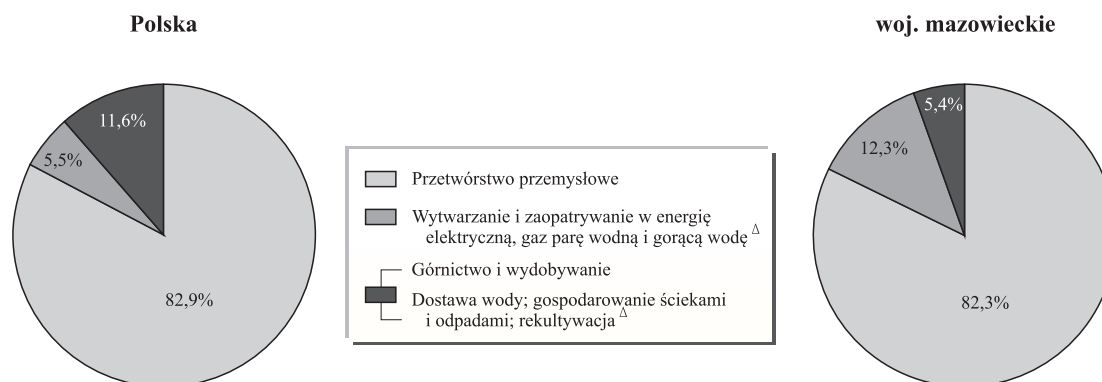 Polska
woj. mazowieckie
11,6%
5,5%
82,9%
Przetwórstwo przemysłowe
Wytwarzanie i zaopatrywanie w energię
elektryczną, gaz parę wodną i gorącą wodę Δ
Górnictwo i wydobywanie
Dostawa wody; gospodarowanie ściekami
i odpadami; rekultywacja Δ
5,4%
12,3%
82,3%